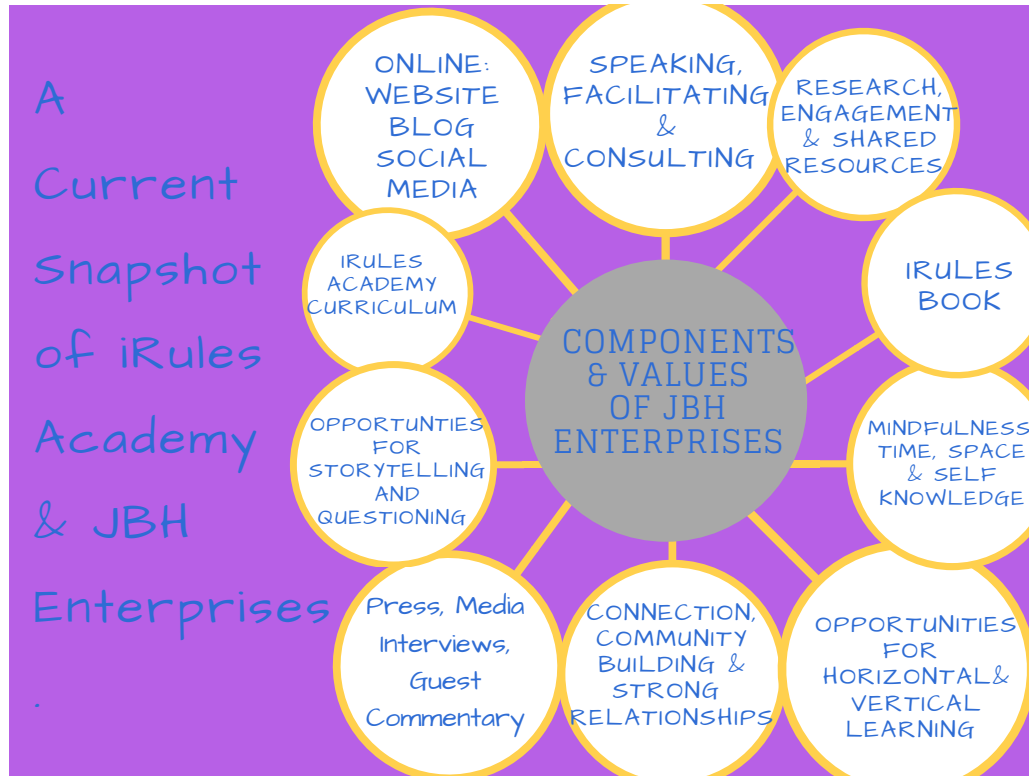 A
Current
Snapshot
of iRules
Academy
& JBH
Enterprises
.
ONLINE:
WEBSITE
BLOG
SOCIAL
MEDIA
SPEAKING,
FACILITATING
&
CONSULTING
RESEARCH,
ENGAGEMENT
& SHARED
RESOURCES
IRULES
ACADEMY
CURRICULUM
IRULES
BOOK
COMPONENTS
& VALUES
OF JBH
ENTERPRISES
OPPORTUNTIES
FOR
STORYTELLING
AND
QUESTIONING
MINDFULNESS
TIME, SPACE
& SELF
KNOWLEDGE
Press, Media
Interviews,
Guest
Commentary
CONNECTION,
COMMUNITY
BUILDING &
STRONG
RELATIONSHIPS
OPPORTUNITIES
FOR
HORIZONTAL&
VERTICAL
LEARNING